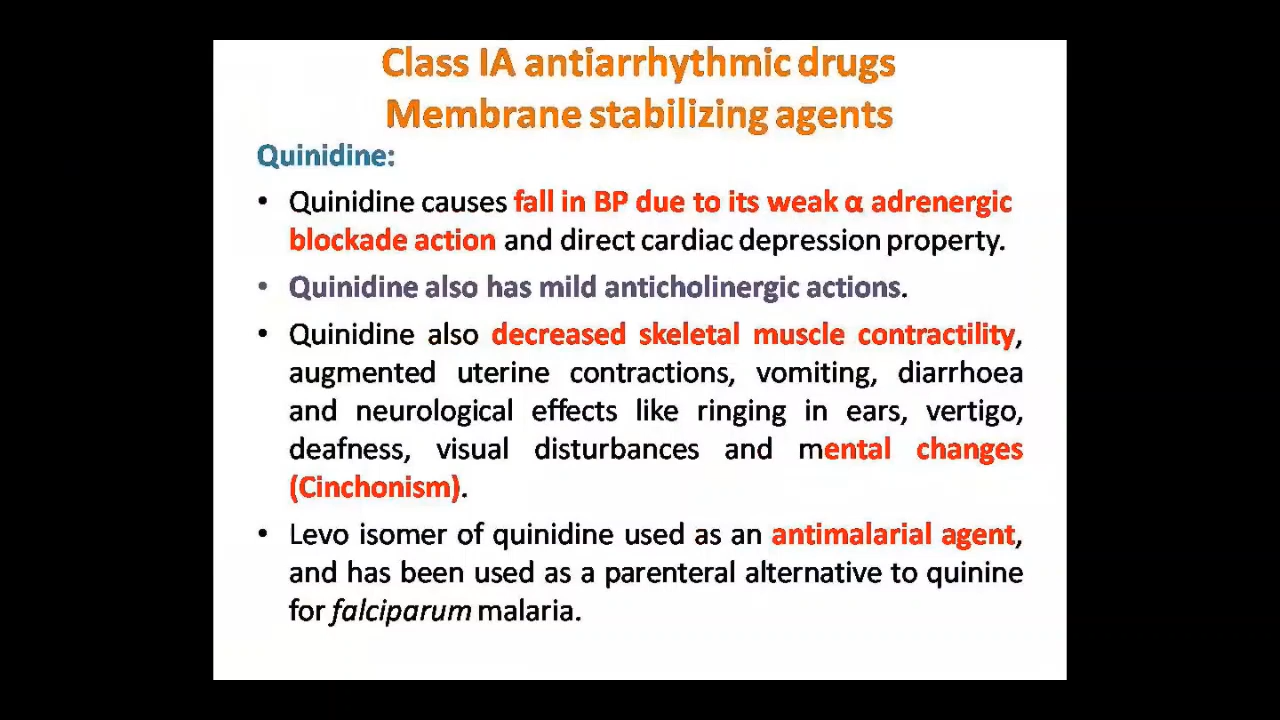 Class IA antiarrhythmic drugs
Membrane stabilizing agents
Quinidine:
• Quinidine causes fall in BP due to its weak α adrenergic
blockade action and direct cardiac depression property.
• Quinidine also has mild anticholinergic actions.
• Quinidine also decreased skeletal muscle contractility,
augmented uterine contractions, vomiting, diarrhoea
and neurological effects like ringing in ears, vertigo,
deafness, visual disturbances and mental changes
(Cinchonism).
• Levo isomer of quinidine used as an antimalarial agent,
and has been used as a parenteral alternative to quinine
for falciparum malaria.